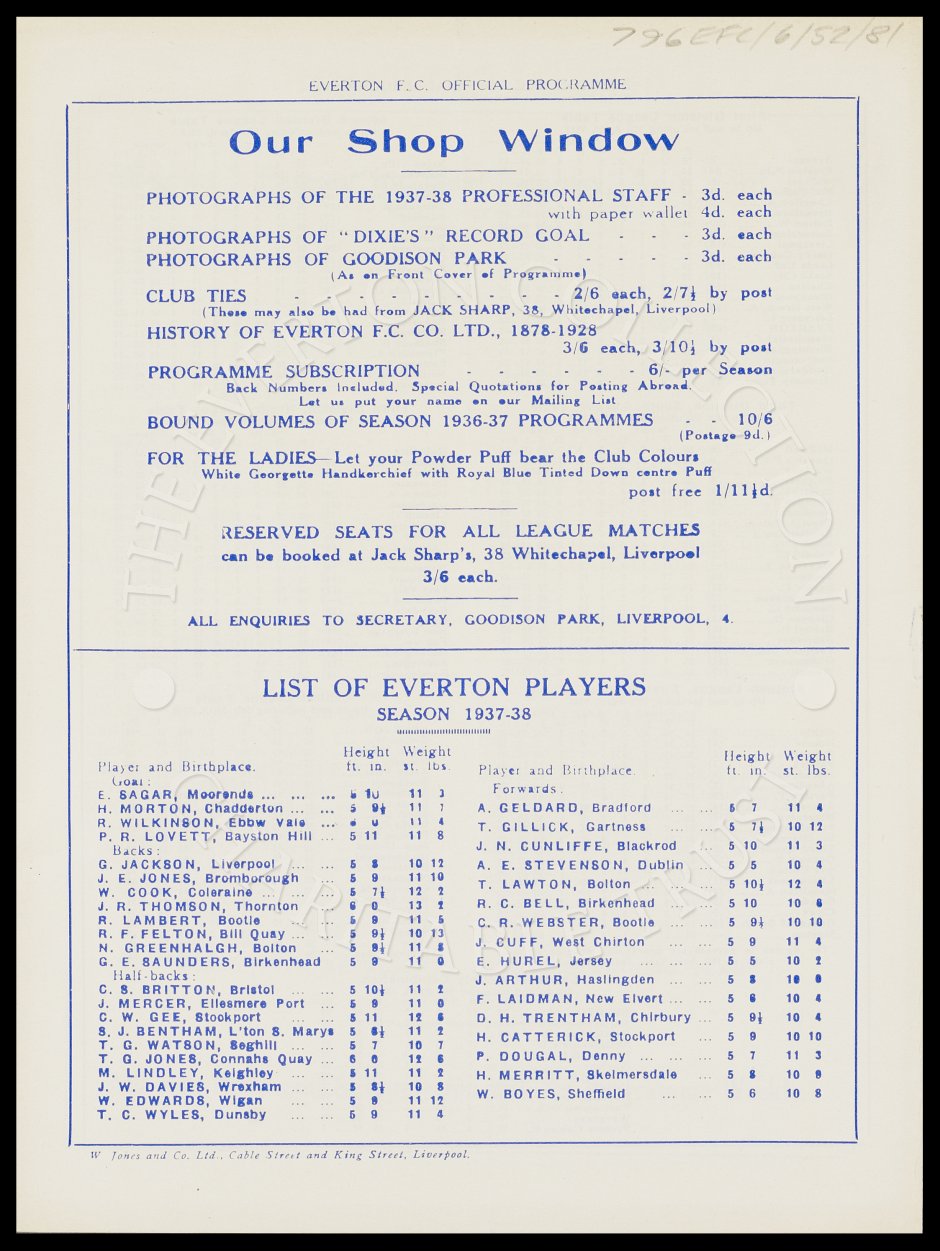 796EFC/6/52/81
EVERTON F.C. OFFICIAL PROGRAMME
Our Shop Window
PHOTOGRAPHS OF THE 1937-38 PROFESSIONAL STAFF - 3d. each
with paper wallet 4d. each
PHOTOGRAPHS OF "DIXIE'S" RECORD GOAL - - - 3d. each
PHOTOGRAPHS OF GOODISON PARK - - - - - 3d. each
(As on Front Cover of Programme)
CLUB TIES - - - - - - - - - 2/6 each, 2/7½ by post
(These may also be had from JACK SHARP, 38, Whitechapel, Liverpool)
HISTORY OF EVERTON F.C. CO. LTD., 1878-1928
3/6 each, 3/10½ by post
PROGRAMME SUBSCRIPTION - - - - - - 6/- per Season
Back Numbers Included. Special Quotations for Posting Abroad.
Let us put your name on our Mailing List
BOUND VOLUMES OF SEASON 1936-37 PROGRAMMES - - 10/6
(Postage 9d.)
FOR THE LADIES—Let your Powder Puff bear the Club Colours
White Georgette Handkerchief with Royal Blue Tinted Down centre Puff
post free 1/11½d.
RESERVED SEATS FOR ALL LEAGUE MATCHES
can be booked at Jack Sharp's, 38 Whitechapel, Liverpool
3/6 each.
ALL ENQUIRIES TO SECRETARY, GOODISON PARK, LIVERPOOL, 4.
THE EVERTON COLLECTION
CHARITABLE TRUST
LIST OF EVERTON PLAYERS
SEASON 1937-38
Height Weight
Player and Birthplace. ft. in. st. lbs.
Goal:
E. SAGAR, Moorends ... ... ... 5 10 11 3
H. MORTON, Chadderton ... ... 5 9½ 11 7
R. WILKINSON, Ebbw Vale ... 11 4
P. R. LOVETT, Bayston Hill ... 5 11 11 8
Backs:
G. JACKSON, Liverpool ... ... 5 8 10 12
J. E. JONES, Bromborough ... 5 9 11 10
W. COOK, Coleraine ... ... ... 5 7½ 12 2
J. R. THOMSON, Thornton ... 6 0 13 2
R. LAMBERT, Bootle ... ... 5 9 11 5
R. F. FELTON, Bill Quay ... ... 5 9½ 10 13
N. GREENHALGH, Bolton ... 5 9½ 11 8
G. E. SAUNDERS, Birkenhead 5 9 11 0
Half-backs:
C. S. BRITTON, Bristol ... ... 5 10½ 11 2
J. MERCER, Ellesmere Port ... 5 9 11 0
C. W. GEE, Stockport ... ... 5 11 12 6
S. J. BENTHAM, L'ton S. Marys 5 8½ 11 2
T. G. WATSON, Seghill ... ... 5 7 10 7
T. G. JONES, Connahs Quay ... 6 0 12 6
M. LINDLEY, Keighley ... ... 5 11 11 2
J. W. DAVIES, Wrexham ... ... 5 8½ 10 8
W. EDWARDS, Wigan ... ... 5 9 11 12
T. C. WYLES, Dunsby ... ... 5 9 11 4
Height Weight
Player and Birthplace. ft. in. st. lbs.
Forwards.
A. GELDARD, Bradford ... ... 5 7 11 4
T. GILLICK, Gartness ... ... 5 7½ 10 12
J. N. CUNLIFFE, Blackrod ... 5 10 11 3
A. E. STEVENSON, Dublin ... 5 5 10 4
T. LAWTON, Bolton ... ... ... 5 10½ 12 4
R. C. BELL, Birkenhead ... ... 5 10 10 6
C. R. WEBSTER, Bootle ... ... 5 9½ 10 10
J. CUFF, West Chirton ... ... 5 9 11 4
E. HUREL, Jersey ... ... ... 5 5 10 2
J. ARTHUR, Haslingden ... ... 5 8 10 0
F. LAIDMAN, New Elvert ... ... 5 6 10 4
D. H. TRENTHAM, Chirbury ... 5 9½ 10 4
H. CATTERICK, Stockport ... 5 9 10 10
P. DOUGAL, Denny ... ... ... 5 7 11 3
H. MERRITT, Skelmersdale ... 5 8 10 9
W. BOYES, Sheffield ... ... 5 6 10 8
W Jones and Co. Ltd., Cable Street and King Street, Liverpool.